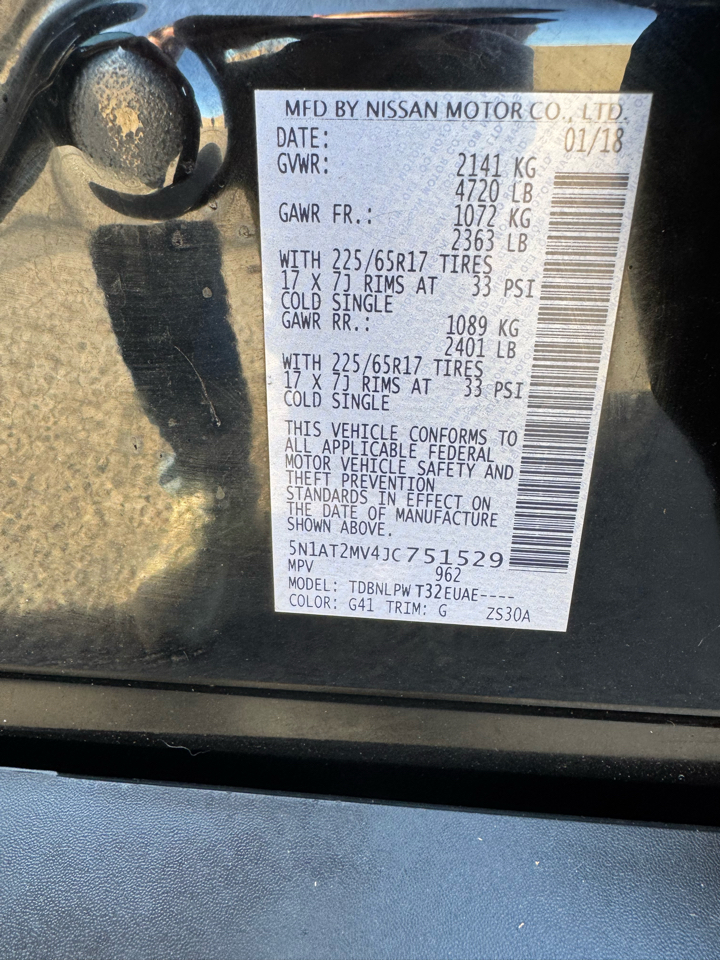 MFD BY NISSAN MOTOR CO., LTD.
DATE: 01/18
GVWR: 2141 KG
4720 LB
GAWR FR.: 1072 KG
2363 LB
WITH 225/65R17 TIRES
17 X 7J RIMS AT 33 PSI
COLD SINGLE
GAWR RR.: 1089 KG
2401 LB
WITH 225/65R17 TIRES
17 X 7J RIMS AT 33 PSI
COLD SINGLE
THIS VEHICLE CONFORMS TO
ALL APPLICABLE FEDERAL
MOTOR VEHICLE SAFETY AND
THEFT PREVENTION
STANDARDS IN EFFECT ON
THE DATE OF MANUFACTURE
SHOWN ABOVE.
5N1AT2MV4JC751529
MPV 962
MODEL: TDBNLPW T32EUAE----
COLOR: G41 TRIM: G ZS30A